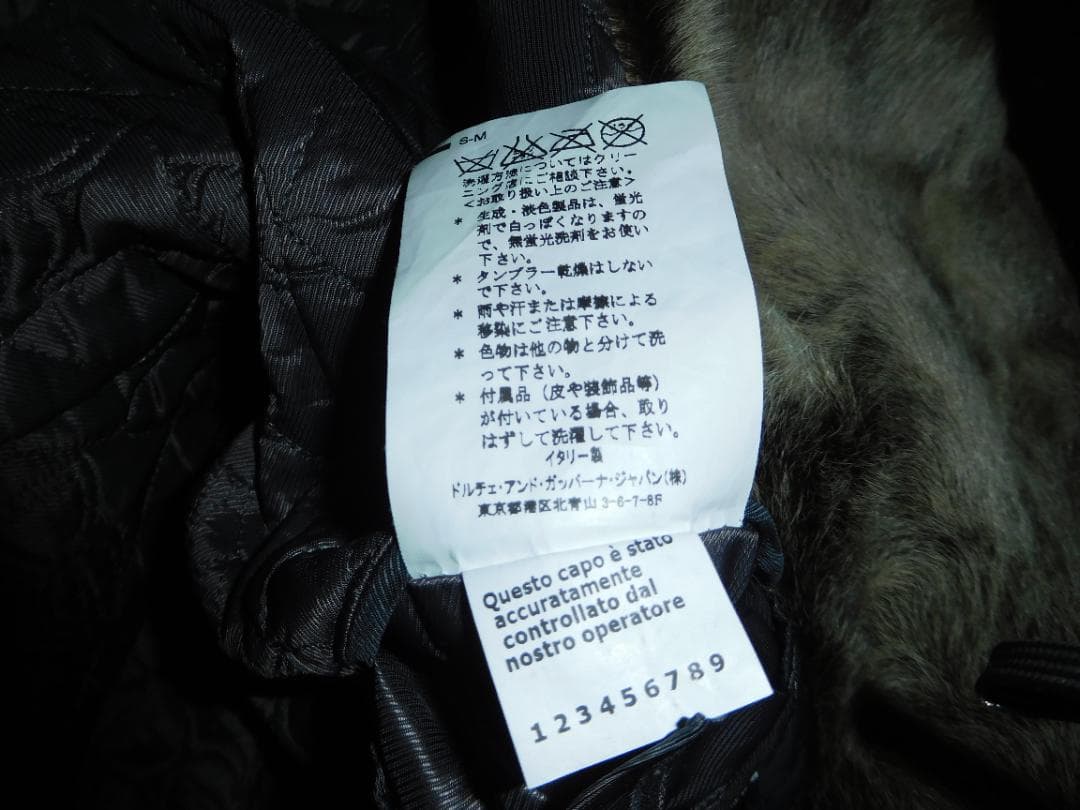 S-M
洗濯方法についてはクリー
ニング店にご相談下さい。
＜お取り扱い上のご注意＞
* 生成・淡色製品は、蛍光
剤で白っぽくなりますの
で、無蛍光洗剤をお使い
下さい。
* タンブラー乾燥はしない
で下さい。
* 雨や汗または摩擦による
移染にご注意下さい。
* 色物は他の物と分けて洗
って下さい。
* 付属品（皮や装飾品等）
が付いている場合、取り
はずして洗濯して下さい。
イタリー製
ドルチェ・アンド・ガッバーナ・ジャパン(株)
東京都港区北青山 3-6-7-8F
Questo capo è stato
accuratamente
controllato dal
nostro operatore
1 2 3 4 5 6 7 8 9